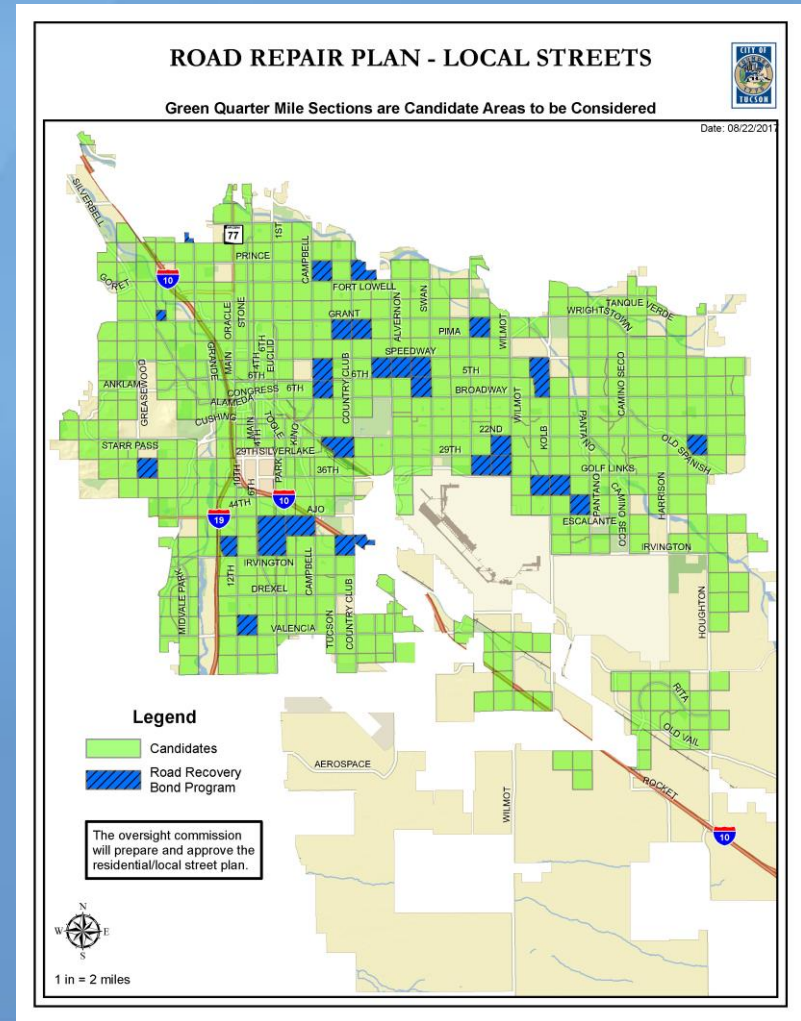 ROAD REPAIR PLAN - LOCAL STREETS
CITY OF
TUCSON
Green Quarter Mile Sections are Candidate Areas to be Considered
Date: 08/22/2017
SILVERBELL
77
1ST
PRINCE
CAMPBELL
10
GORET
FORT LOWELL
ORACLE
STONE
GRANT
ALVERNON
SWAN
PIMA
WILMOT
WRIGHTSTOWN
TANQUE VERDE
GRANDE
MAIN
6TH
4TH
EUCLID
SPEEDWAY
COUNTRY CLUB
6TH
5TH
CAMINO SECO
ANKLAM
GREASEWOOD
6TH
CONGRESS
6TH
ALAMEDA
BROADWAY
WILMOT
CUSHING
MAIN
4TH
TOOLE
KINO
22ND
KOLB
PANTANO
OLD SPANISH
STARR PASS
29TH
SILVERLAKE
29TH
10TH
6TH
PARK
36TH
GOLF LINKS
44TH
10
AJO
PANTANO
CAMINO SECO
HARRISON
19
ESCALANTE
IRVINGTON
IRVINGTON
MIDVALE PARK
12TH
DREXEL
CAMPBELL
VALENCIA
TUCSON
COUNTRY CLUB
HOUGHTON
RITA
OLD VAIL
Legend
Candidates
Road Recovery
Bond Program
AEROSPACE
WILMOT
ROCKET
10
The oversight commission
will prepare and approve the
residential/local street plan.
N
W
E
S
1 in = 2 miles